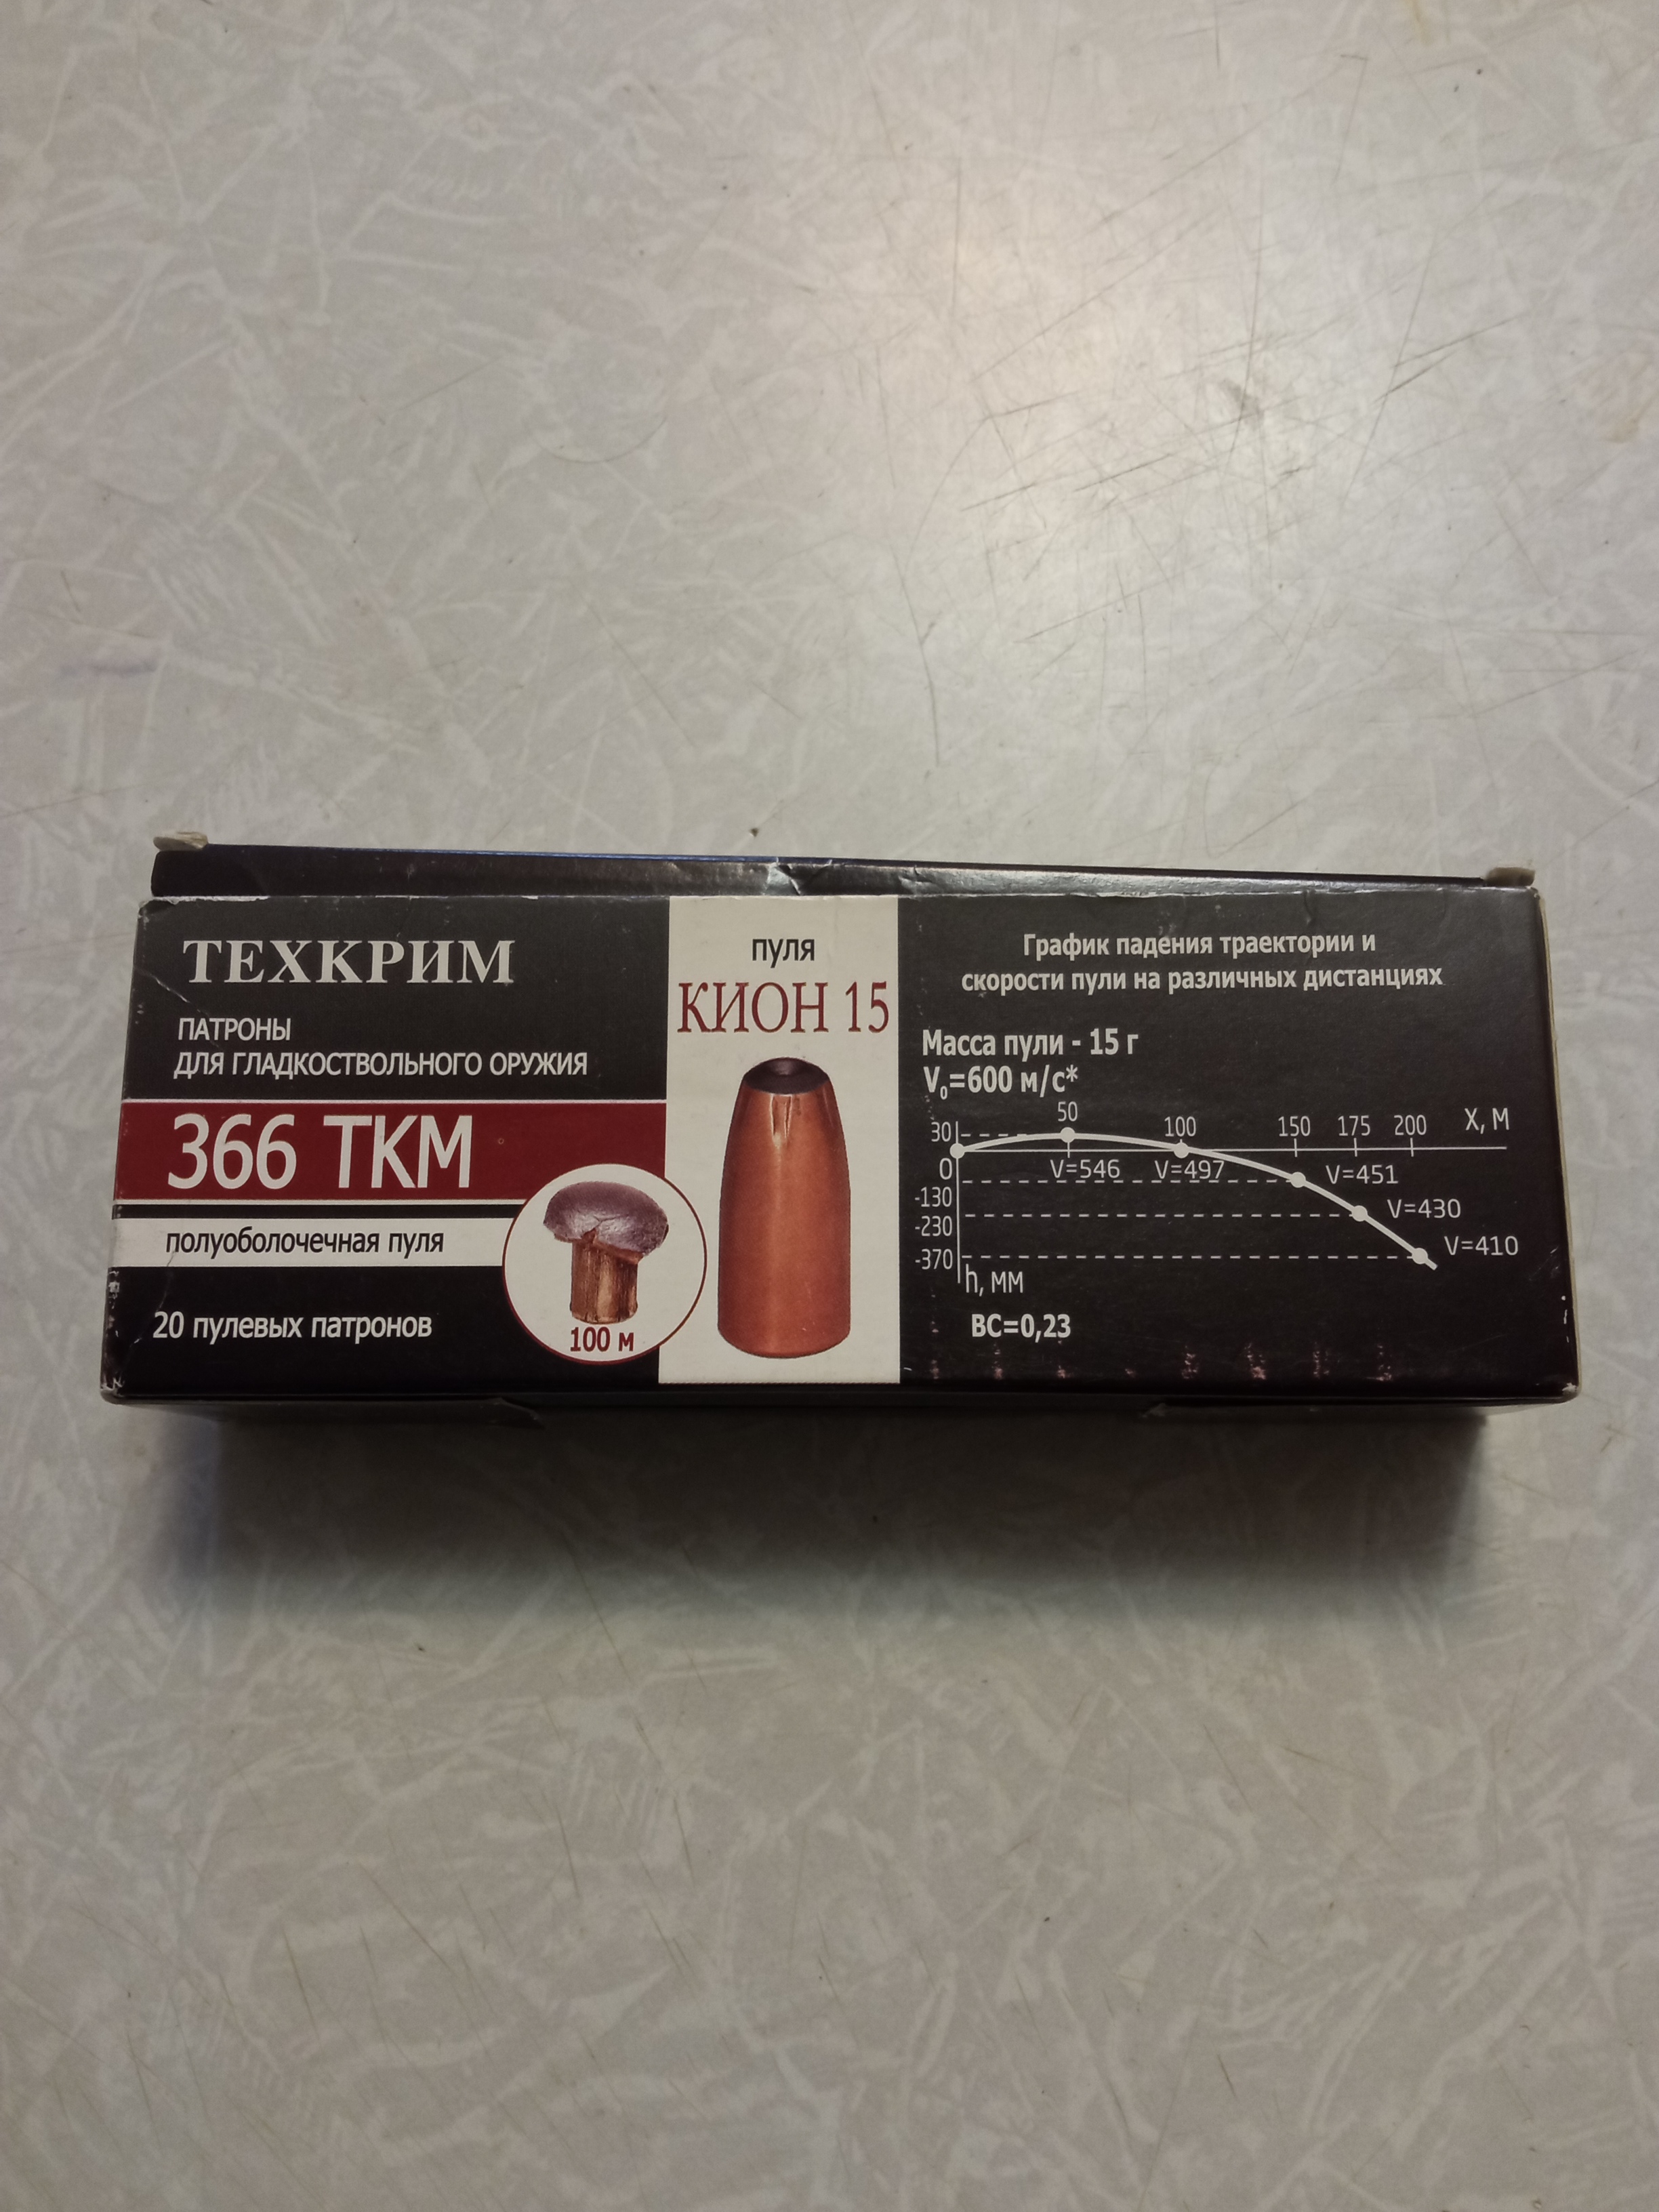 ТЕХКРИМ
ПАТРОНЫ
ДЛЯ ГЛАДКОСТВОЛЬНОГО ОРУЖИЯ
366 ТКМ
полуоболочечная пуля
20 пулевых патронов
100 м
пуля
КИОН 15
График падения траектории и
скорости пули на различных дистанциях
Масса пули - 15 г
V₀=600 м/с*
50 100 150 175 200 X, М
30
0
-130
-230
-370
V=546 V=497 V=451
V=430
V=410
h, мм
BC=0,23